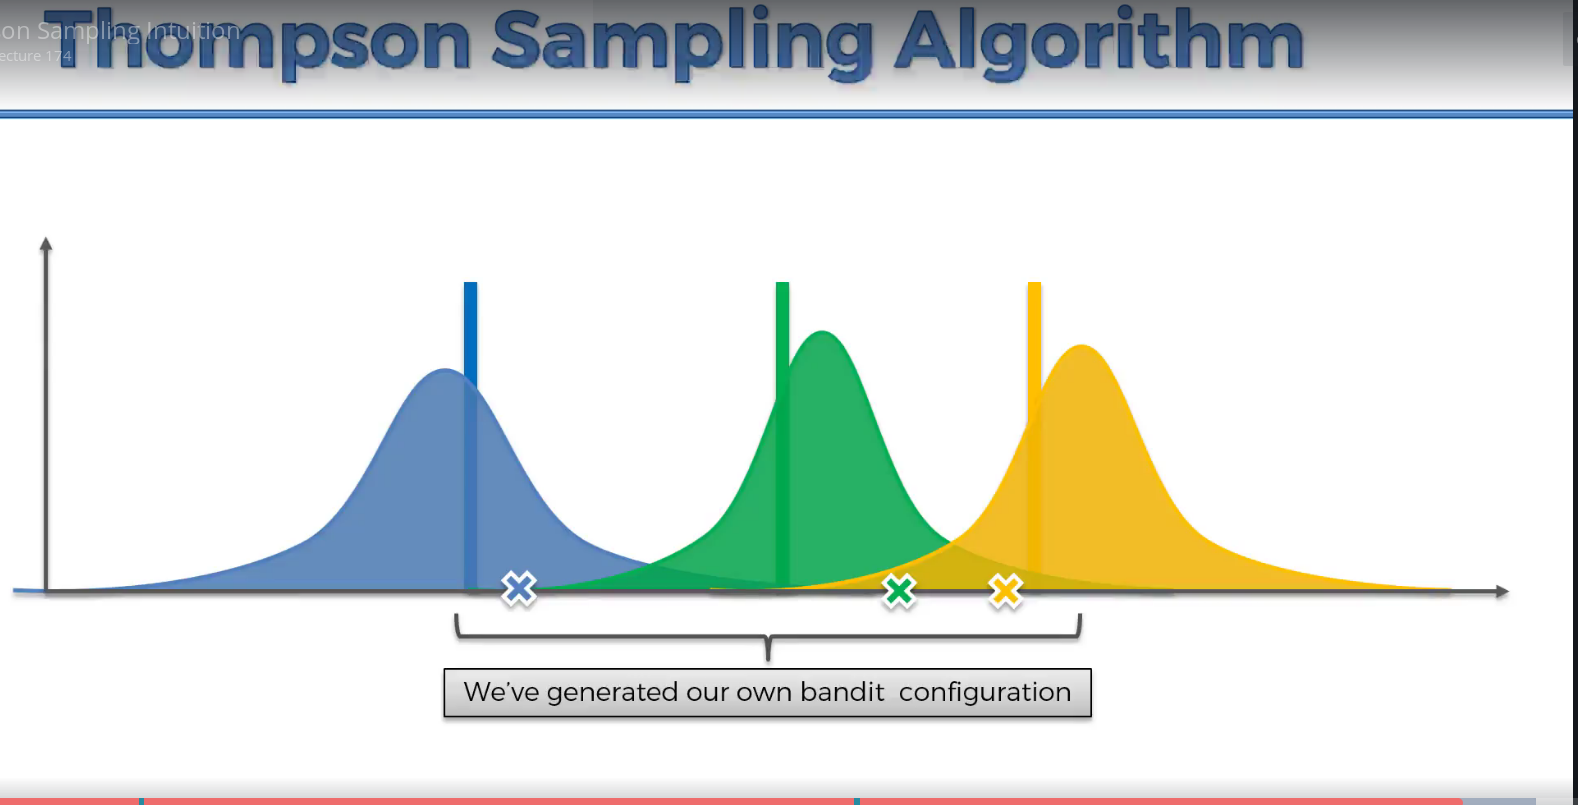 Thompson Sampling Algorithm
on Sampling Intuition
ecture 174
We've generated our own bandit configuration